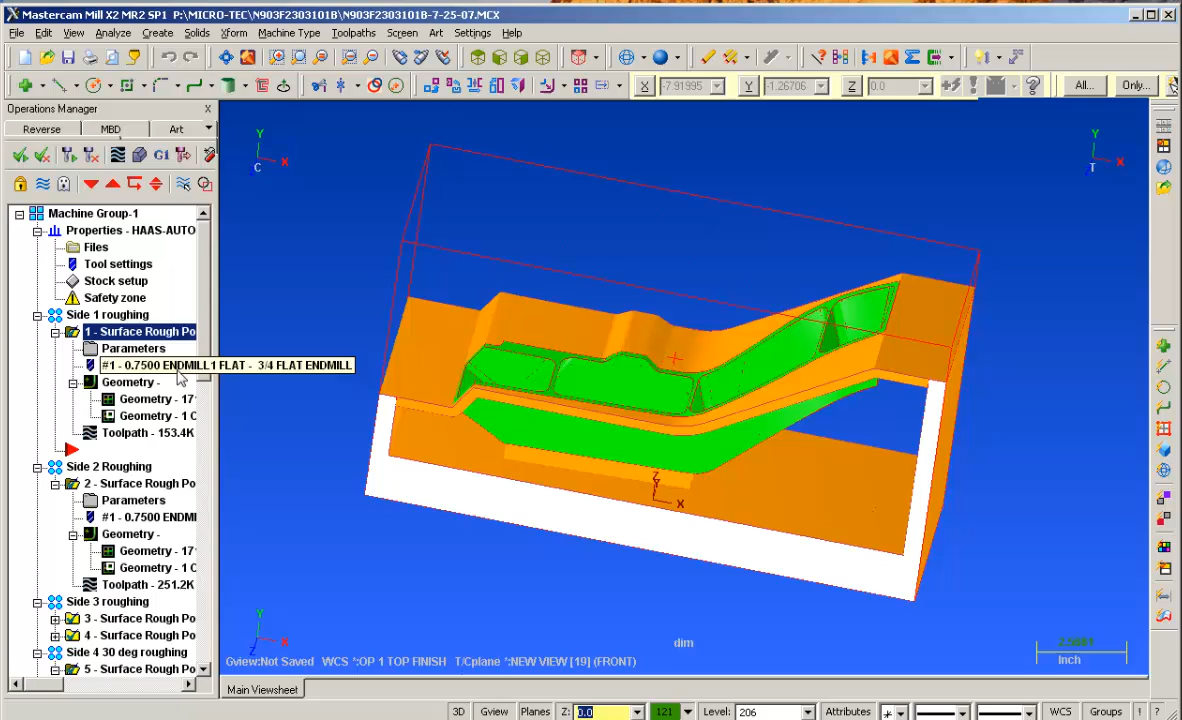 Mastercam Mill X2 MR2 SP1 P:\MICRO-TEC\N903F2303101B\N903F2303101B-7-25-07.MCX
File Edit View Analyze Create Solids Xform Machine Type Toolpaths Screen Art Settings Help
X -7.91995 Y -1.26706 Z 0.0 All... Only...
Operations Manager X
Reverse MBD Art
G1
Machine Group-1
Properties - HAAS-AUTO
Files
Tool settings
Stock setup
Safety zone
Side 1 roughing
1 - Surface Rough Po
Parameters
#1 - 0.7500 ENDMILL1 FLAT - 3/4 FLAT ENDMILL
Geometry -
Geometry - 17
Geometry - 1 C
Toolpath - 153.4K
Side 2 Roughing
2 - Surface Rough Po
Parameters
#1 - 0.7500 ENDMI
Geometry -
Geometry - 17
Geometry - 1 C
Toolpath - 251.2K
Side 3 roughing
3 - Surface Rough Po
4 - Surface Rough Po
Side 4 30 deg roughing
5 - Surface Rough Po
Y
X
C
Y
X
T
Z
Y
X
Y
X
Z
dim
Inch
Gview:Not Saved WCS *:OP 1 TOP FINISH T/Cplane *:NEW VIEW [19] (FRONT)
Main Viewsheet
3D Gview Planes Z: 0.0 121 Level: 206 Attributes * WCS Groups ! ?